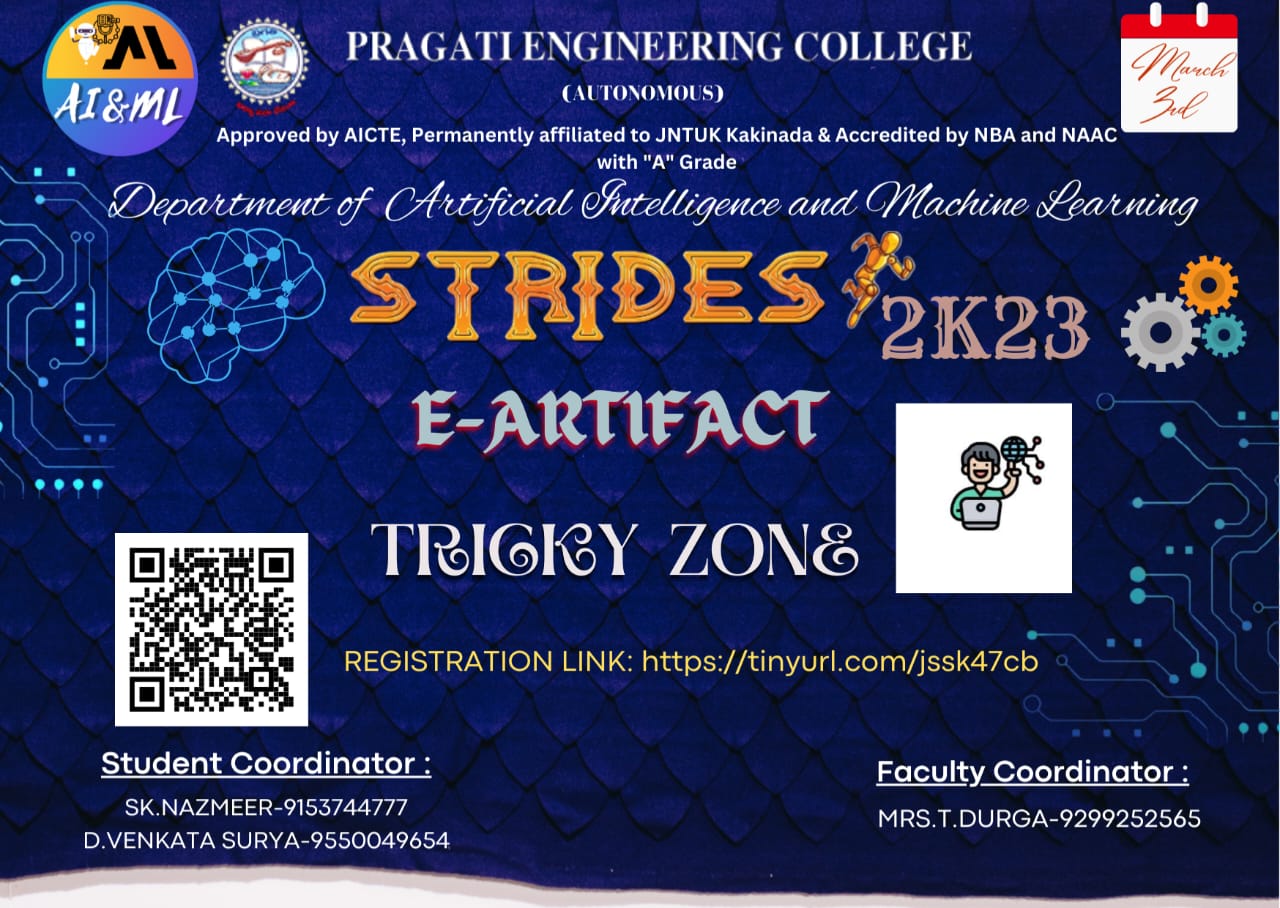 AI & ML
PRAGATI ENGINEERING COLLEGE
(AUTONOMOUS)
Approved by AICTE, Permanently affiliated to JNTUK Kakinada & Accredited by NBA and NAAC
with "A" Grade
March
3rd
Department of Artificial Intelligence and Machine Learning
STRIDES
2K23
E-ARTIFACT
TRICKY ZONE
REGISTRATION LINK: https://tinyurl.com/jssk47cb
Student Coordinator :
SK.NAZMEER-9153744777
D.VENKATA SURYA-9550049654
Faculty Coordinator :
MRS.T.DURGA-9299252565